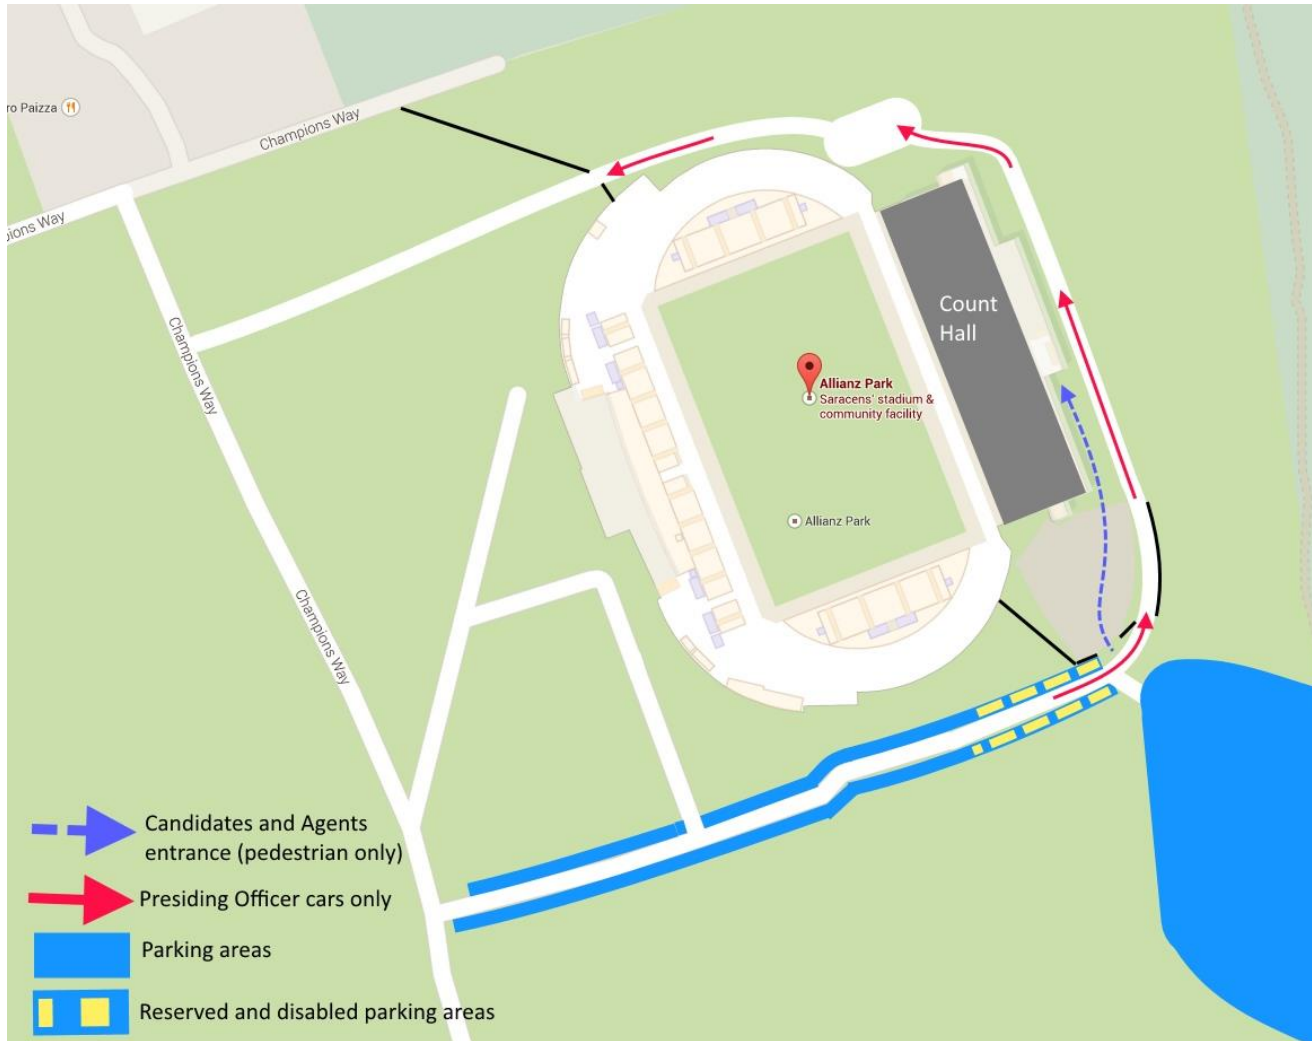 ro Paizza
Champions Way
pions Way
Champions Way
Champions Way
Count
Hall
Allianz Park
Saracens' stadium &
community facility
Allianz Park
Candidates and Agents
entrance (pedestrian only)
Presiding Officer cars only
Parking areas
Reserved and disabled parking areas